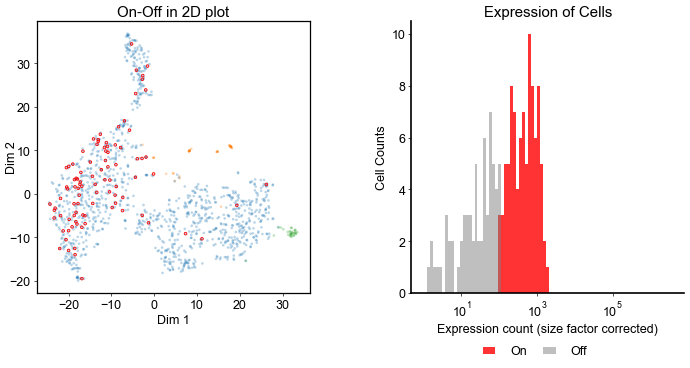 On-Off in 2D plot
Dim 2
40
30
20
10
0
−10
−20
−20 −10 0 10 20 30
Dim 1
Expression of Cells
Cell Counts
10
8
6
4
2
0
10^1 10^3 10^5
Expression count (size factor corrected)
On Off